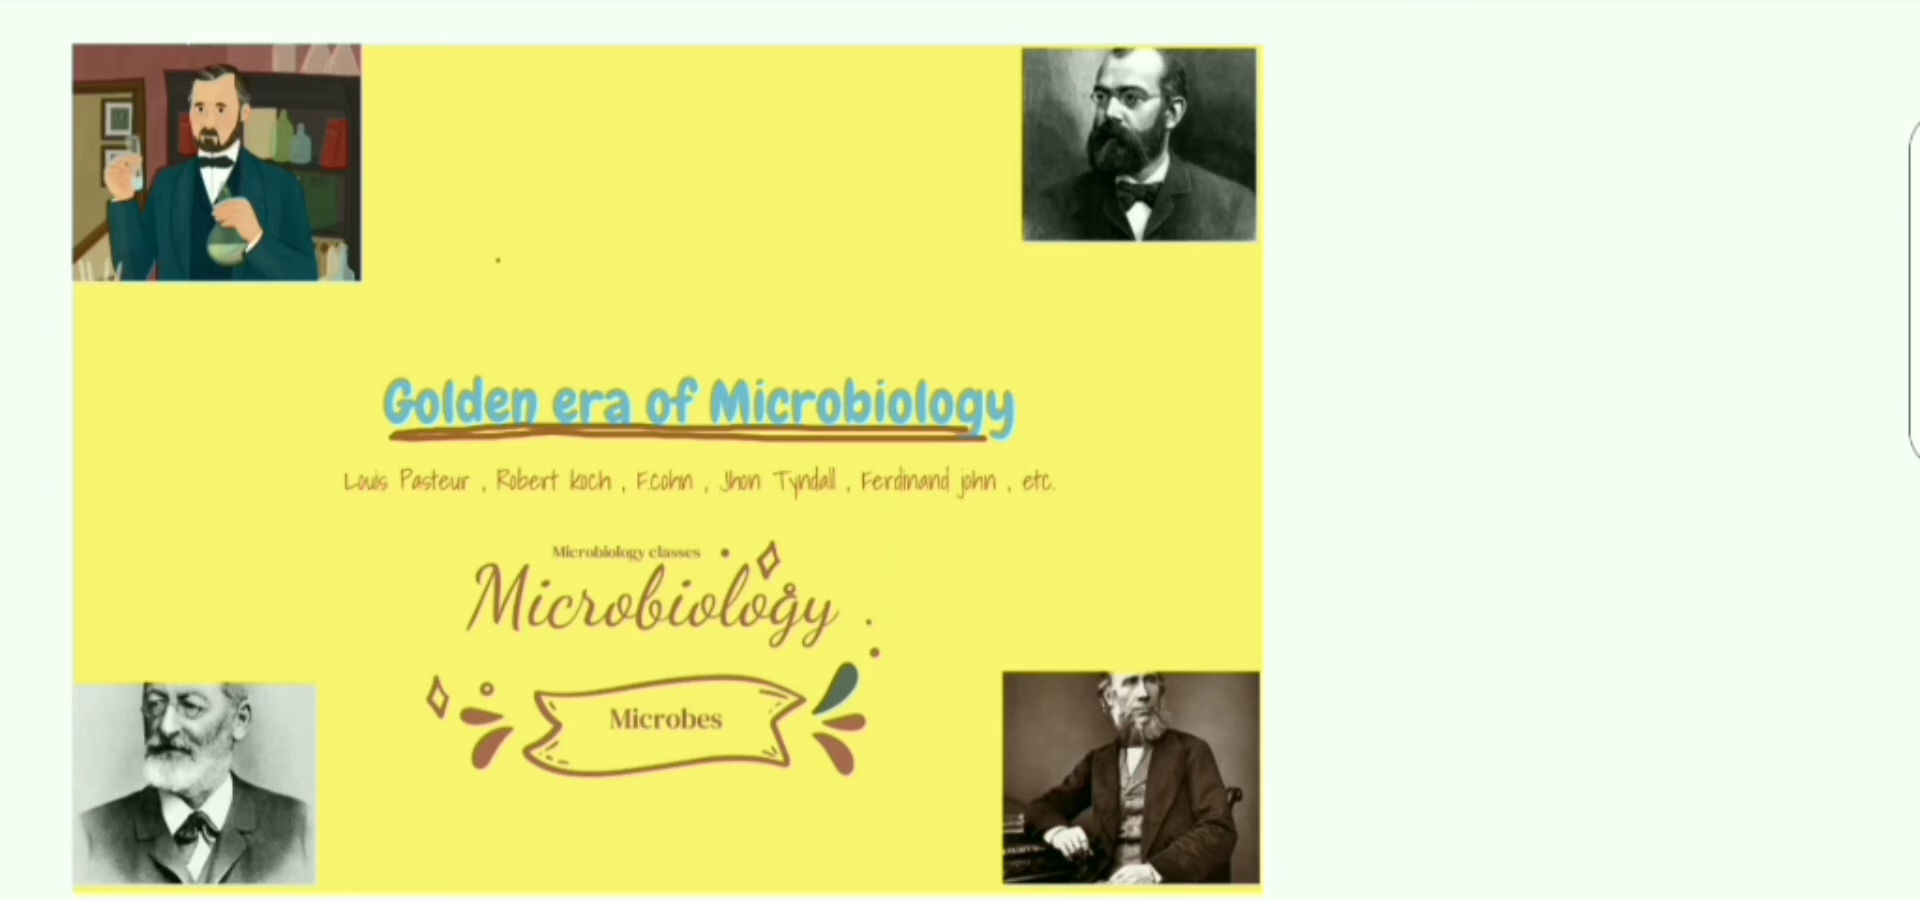 Golden era of Microbiology
Louis Pasteur , Robert koch , F.cohn , Jhon Tyndall , Ferdinand john , etc.
Microbiology classes
Microbiology
Microbes